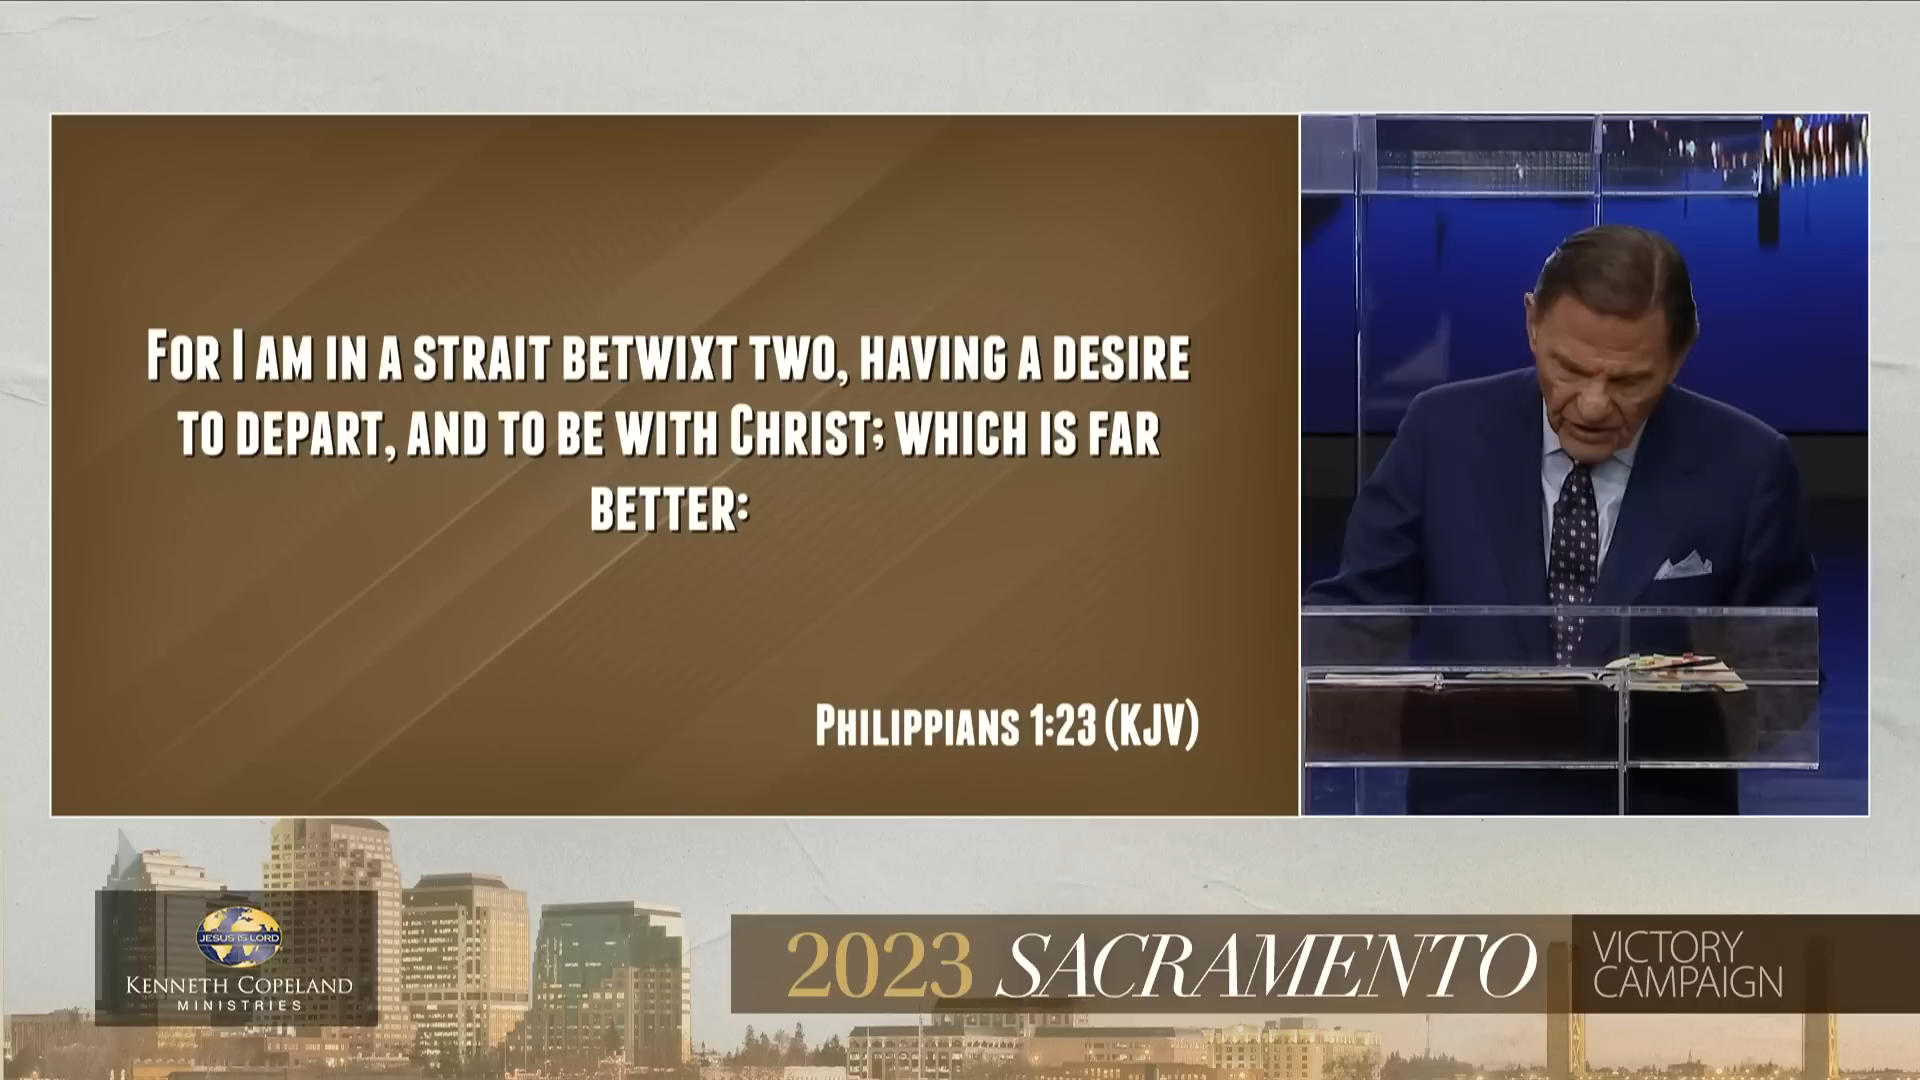 For I am in a strait betwixt two, having a desire
to depart, and to be with Christ; which is far
better:
Philippians 1:23 (KJV)
JESUS IS LORD
KENNETH COPELAND
MINISTRIES
2023 SACRAMENTO
VICTORY
CAMPAIGN